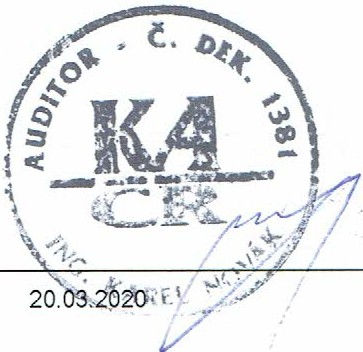 AUDITOR - Č. DEK. 1381
KA
ČR
ING. KAREL NOVÁK
20.03.2020